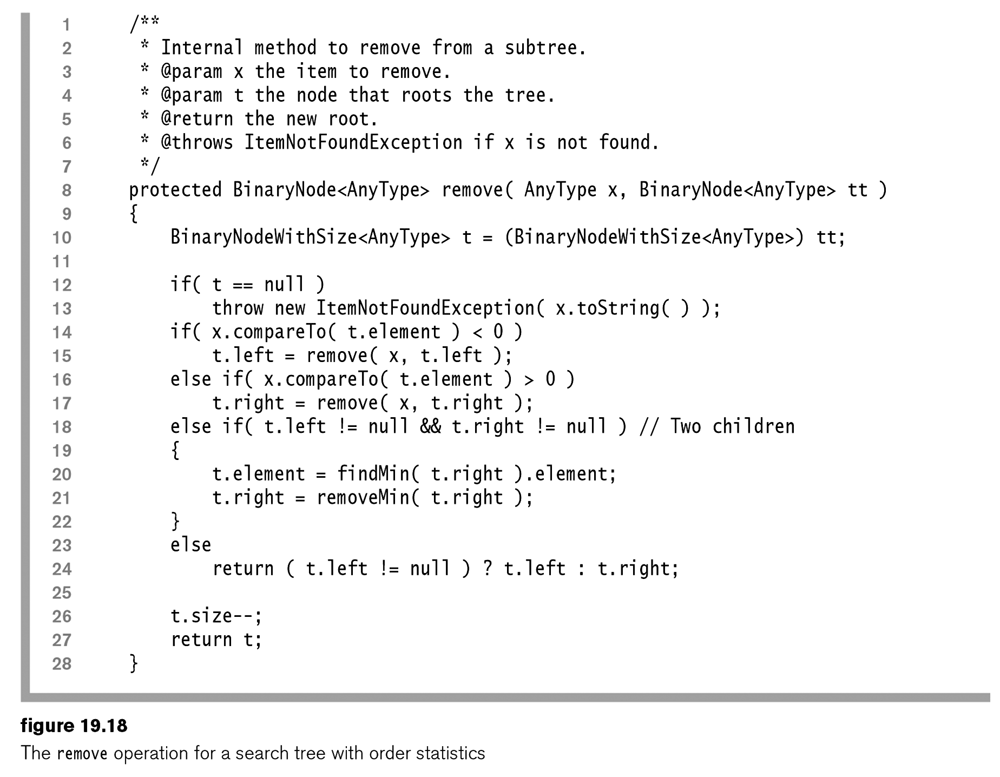 1 /**
2  * Internal method to remove from a subtree.
3  * @param x the item to remove.
4  * @param t the node that roots the tree.
5  * @return the new root.
6  * @throws ItemNotFoundException if x is not found.
7  */
8 protected BinaryNode<AnyType> remove( AnyType x, BinaryNode<AnyType> tt )
9 {
10     BinaryNodeWithSize<AnyType> t = (BinaryNodeWithSize<AnyType>) tt;
11
12     if( t == null )
13         throw new ItemNotFoundException( x.toString( ) );
14     if( x.compareTo( t.element ) < 0 )
15         t.left = remove( x, t.left );
16     else if( x.compareTo( t.element ) > 0 )
17         t.right = remove( x, t.right );
18     else if( t.left != null && t.right != null ) // Two children
19     {
20         t.element = findMin( t.right ).element;
21         t.right = removeMin( t.right );
22     }
23     else
24         return ( t.left != null ) ? t.left : t.right;
25
26     t.size--;
27     return t;
28 }
figure 19.18
The remove operation for a search tree with order statistics